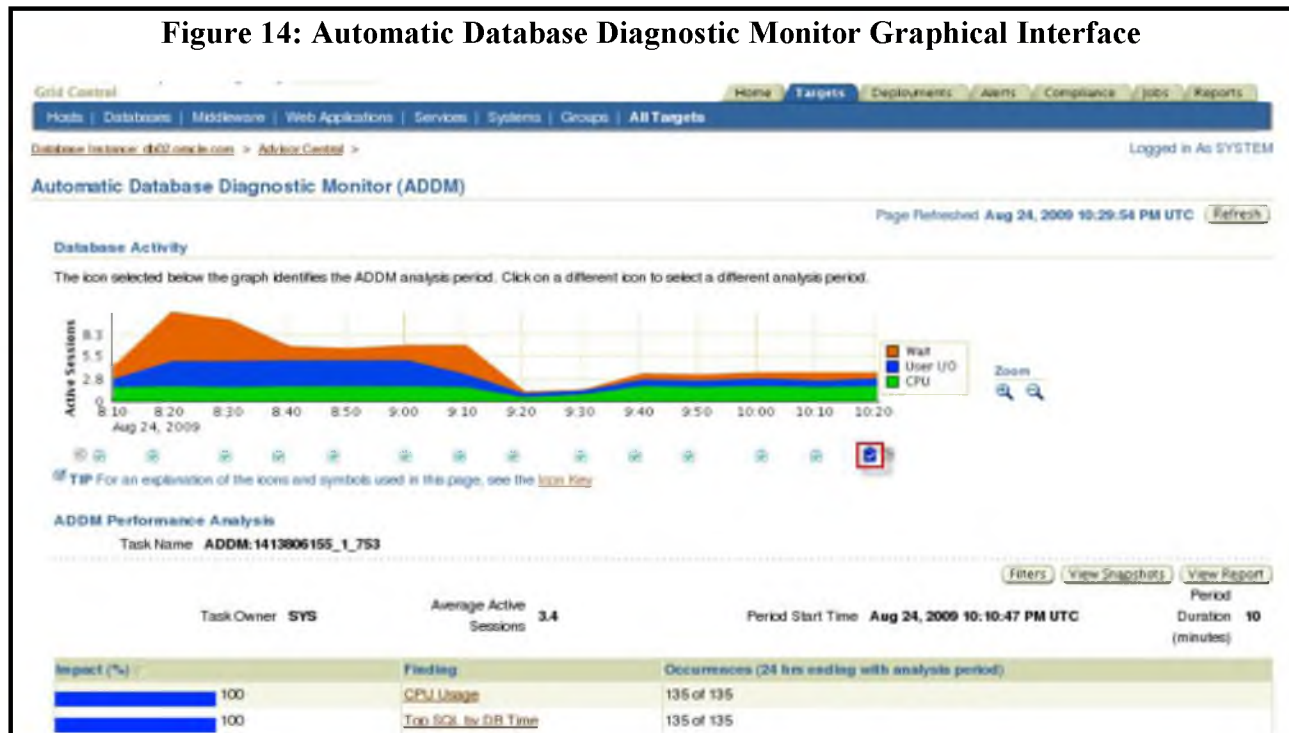 Figure 14: Automatic Database Diagnostic Monitor Graphical Interface
Grid Control
Home Targets Deployments Alerts Compliance Jobs Reports
Hosts | Databases | Middleware | Web Applications | Services | Systems | Groups | All Targets
Database Instance: db02.oracle.com > Advisor Central >
Logged in As SYSTEM
Automatic Database Diagnostic Monitor (ADDM)
Page Refreshed Aug 24, 2009 10:29:54 PM UTC Refresh
Database Activity
The icon selected below the graph identifies the ADDM analysis period. Click on a different icon to select a different analysis period.
Active Sessions
8.3
5.5
2.8
0
8:10 8:20 8:30 8:40 8:50 9:00 9:10 9:20 9:30 9:40 9:50 10:00 10:10 10:20
Aug 24, 2009
Wait
User I/O
CPU
Zoom
TIP For an explanation of the icons and symbols used in this page, see the Icon Key
ADDM Performance Analysis
Task Name ADDM:1413806155_1_753
Filters View Snapshots View Report
Task Owner SYS
Average Active Sessions 3.4
Period Start Time Aug 24, 2009 10:10:47 PM UTC
Period Duration (minutes) 10
Impact (%) Finding Occurrences (24 hrs ending with analysis period)
100 CPU Usage 135 of 135
100 Top SQL by DB Time 135 of 135